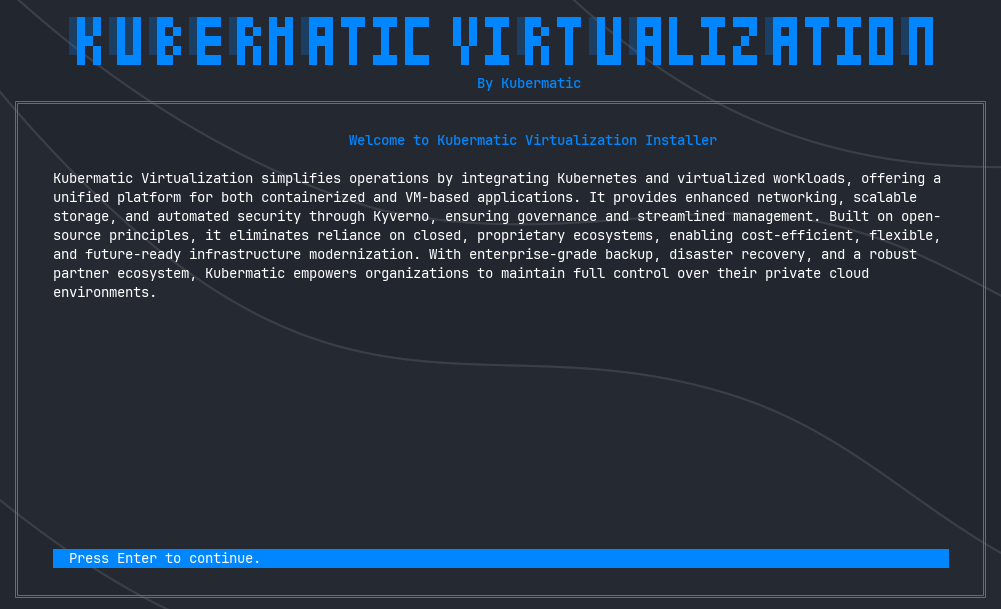 KUBERMATIC VIRTUALIZATION
By Kubermatic
Welcome to Kubermatic Virtualization Installer
Kubermatic Virtualization simplifies operations by integrating Kubernetes and virtualized workloads, offering a
unified platform for both containerized and VM-based applications. It provides enhanced networking, scalable
storage, and automated security through Kyverno, ensuring governance and streamlined management. Built on open-
source principles, it eliminates reliance on closed, proprietary ecosystems, enabling cost-efficient, flexible,
and future-ready infrastructure modernization. With enterprise-grade backup, disaster recovery, and a robust
partner ecosystem, Kubermatic empowers organizations to maintain full control over their private cloud
environments.
Press Enter to continue.